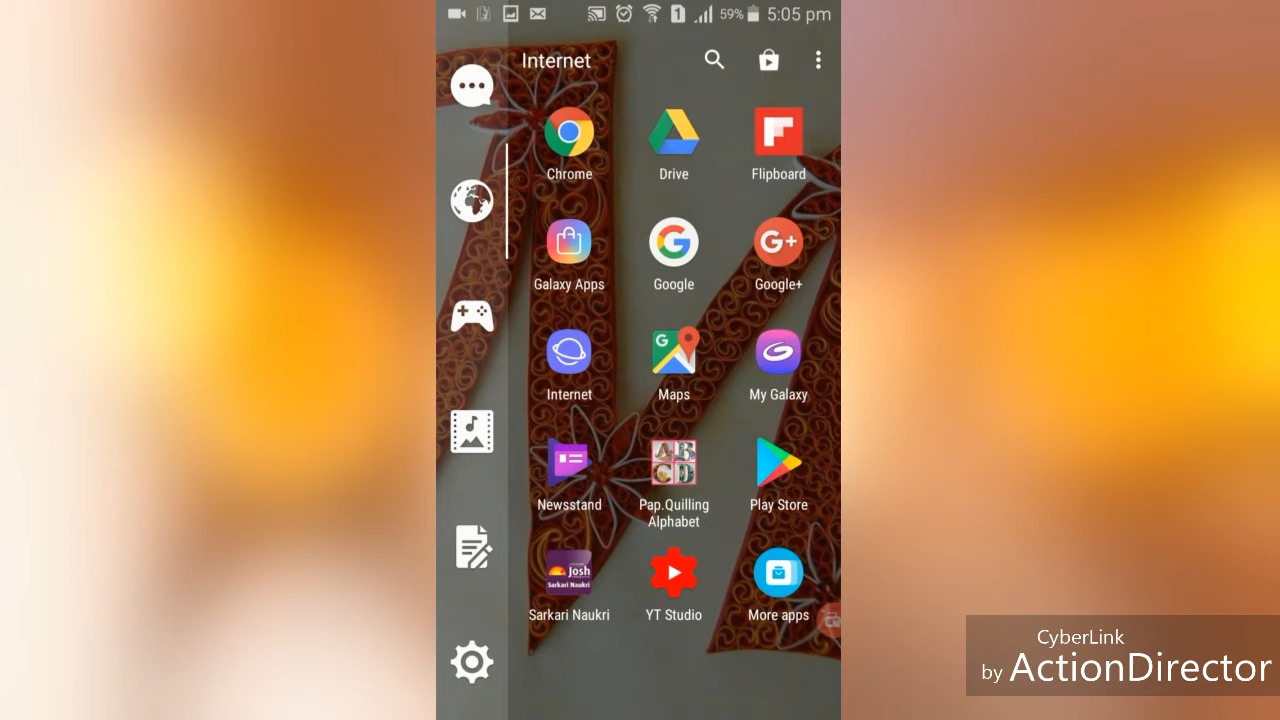 1 59% 5:05 pm
Internet
Chrome Drive Flipboard
Galaxy Apps Google Google+
Internet Maps My Galaxy
Newsstand Pap.Quilling Alphabet Play Store
A B
C D
Josh
Sarkari Naukri
Sarkari Naukri YT Studio More apps
CyberLink
by ActionDirector